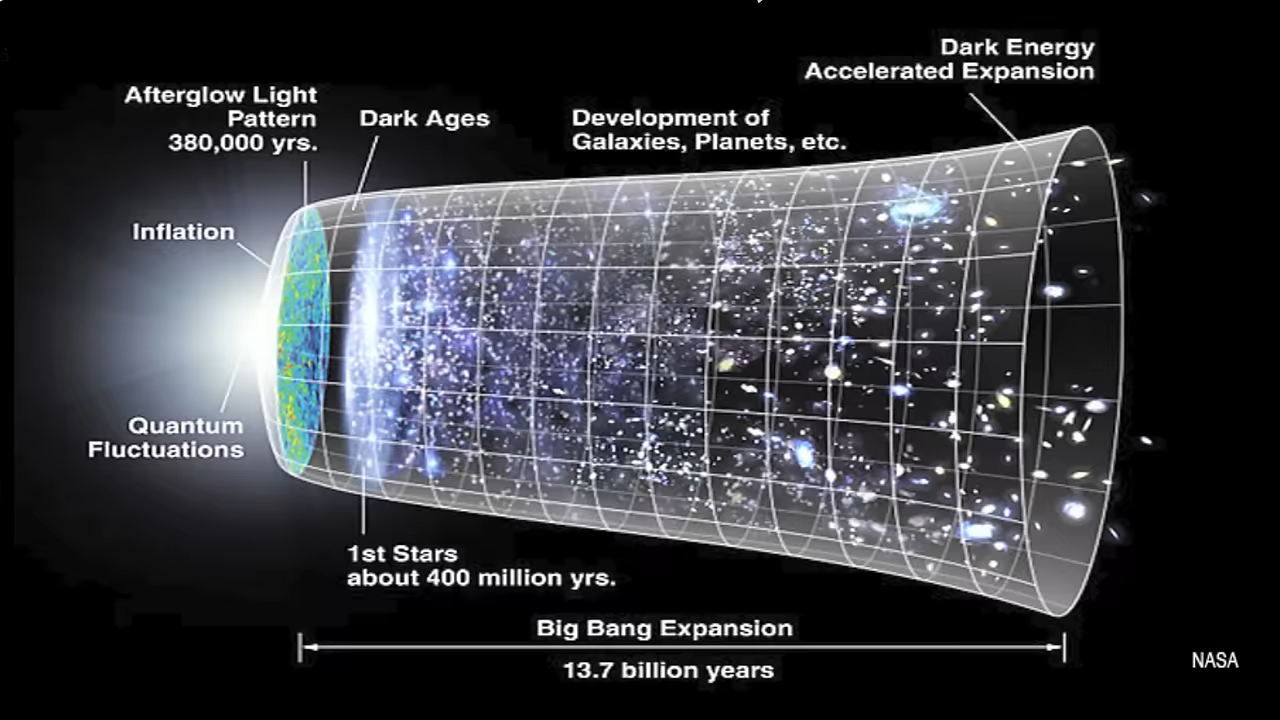 Dark Energy
Accelerated Expansion
Afterglow Light
Pattern
380,000 yrs.
Dark Ages
Development of
Galaxies, Planets, etc.
Inflation
Quantum
Fluctuations
1st Stars
about 400 million yrs.
Big Bang Expansion
13.7 billion years
NASA